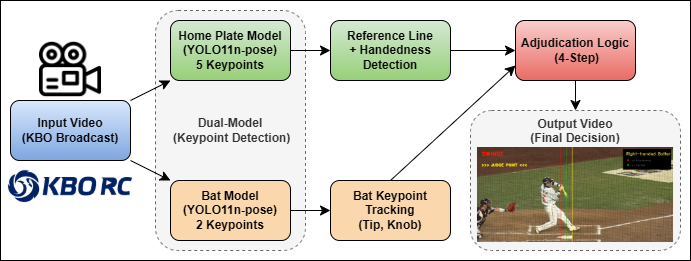 Input Video
(KBO Broadcast)
KBO RC
Home Plate Model
(YOLO11n-pose)
5 Keypoints
Dual-Model
(Keypoint Detection)
Bat Model
(YOLO11n-pose)
2 Keypoints
Reference Line
+ Handedness
Detection
Bat Keypoint
Tracking
(Tip, Knob)
Adjudication Logic
(4-Step)
Output Video
(Final Decision)
>>> JUDGE POINT <<<
Right-handed Batter